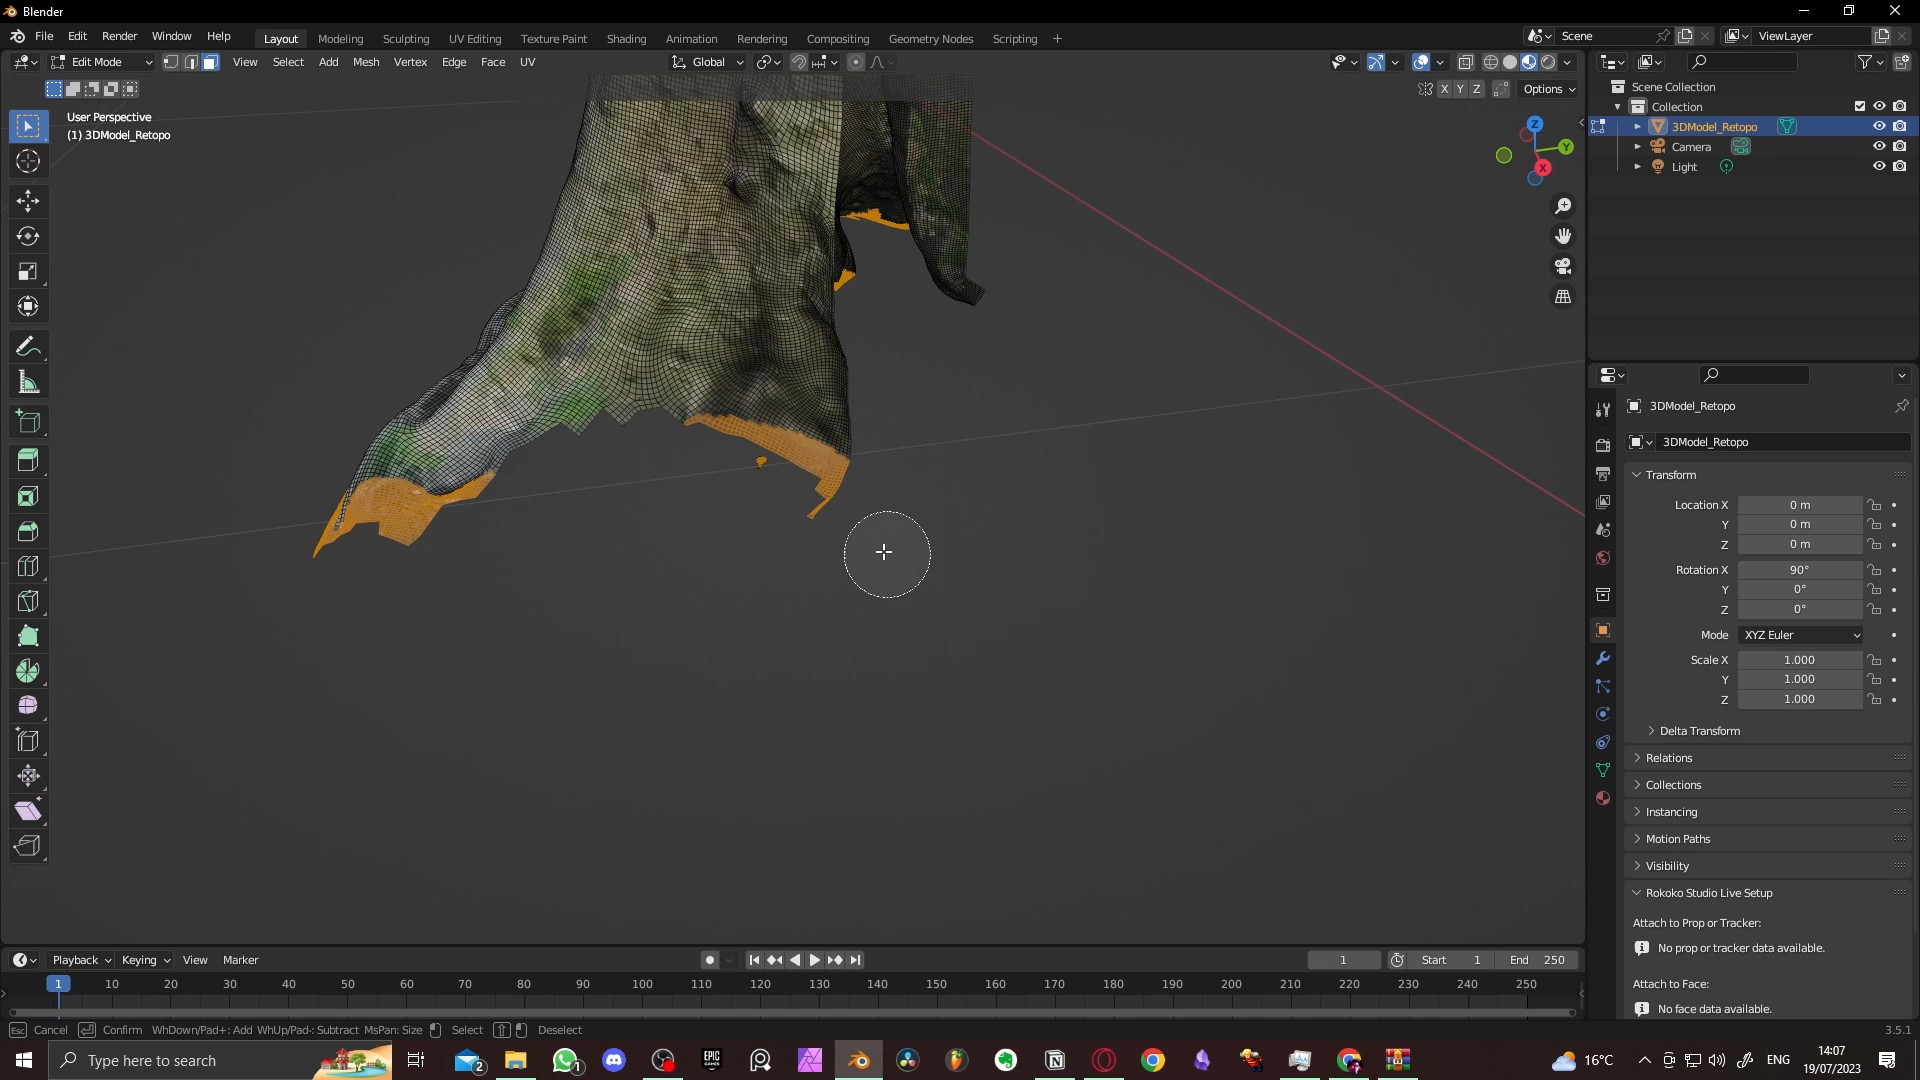 Blender
File Edit Render Window Help Layout Modeling Sculpting UV Editing Texture Paint Shading Animation Rendering Compositing Geometry Nodes Scripting + Scene ViewLayer
Edit Mode View Select Add Mesh Vertex Edge Face UV Global
X Y Z Options
User Perspective
(1) 3DModel_Retopo
Z
Y
X
Scene Collection
Collection
3DModel_Retopo
Camera
Light
3DModel_Retopo
3DModel_Retopo
Transform
Location X 0 m
Y 0 m
Z 0 m
Rotation X 90°
Y 0°
Z 0°
Mode XYZ Euler
Scale X 1.000
Y 1.000
Z 1.000
Delta Transform
Relations
Collections
Instancing
Motion Paths
Visibility
Rokoko Studio Live Setup
Attach to Prop or Tracker:
No prop or tracker data available.
Attach to Face:
No face data available.
Playback Keying View Marker 1 Start 1 End 250
1 10 20 30 40 50 60 70 80 90 100 110 120 130 140 150 160 170 180 190 200 210 220 230 240 250
Esc Cancel Confirm WhDown/Pad+: Add WhUp/Pad-: Subtract MsPan: Size Select Deselect 3.5.1
Type here to search 2 1 EPIC GAMES 16°C ENG 14:07
19/07/2023